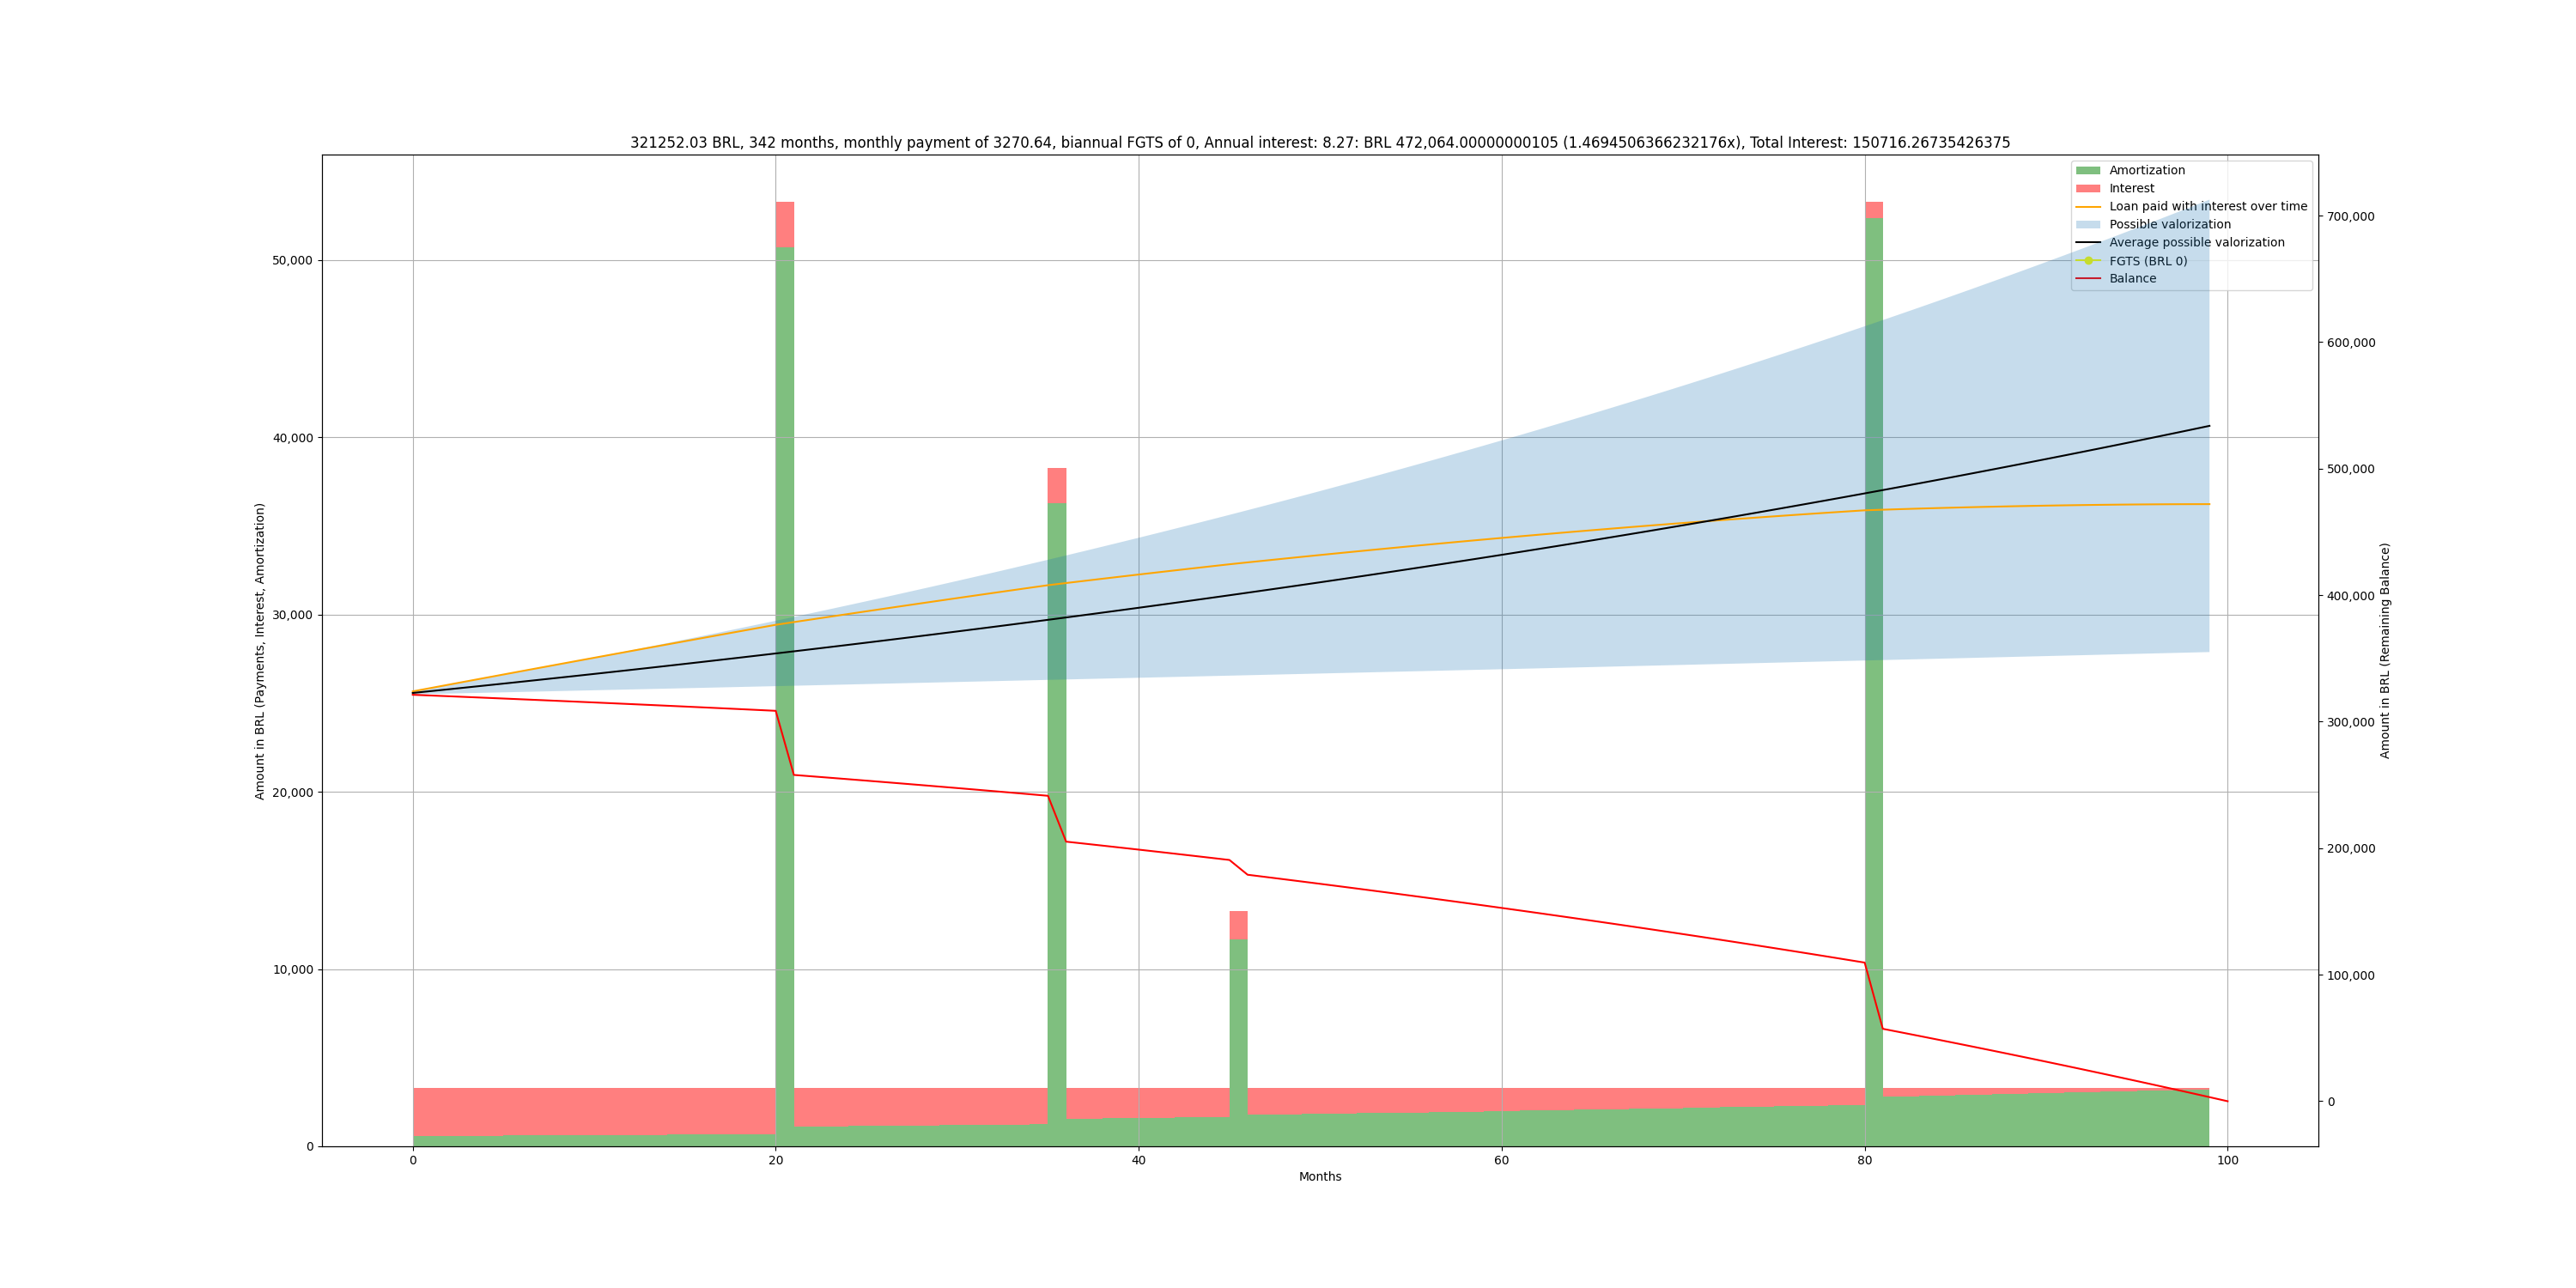 321252.03 BRL, 342 months, monthly payment of 3270.64, biannual FGTS of 0, Annual interest: 8.27: BRL 472,064.00000000105 (1.4694506366232176x), Total Interest: 150716.26735426375
Amortization
Interest
Loan paid with interest over time
Possible valorization
Average possible valorization
FGTS (BRL 0)
Balance
Amount in BRL (Payments, Interest, Amortization)
50,000
40,000
30,000
20,000
10,000
0
700,000
600,000
500,000
400,000
300,000
200,000
100,000
0
Amount in BRL (Remaining Balance)
0
20
40
60
80
100
Months